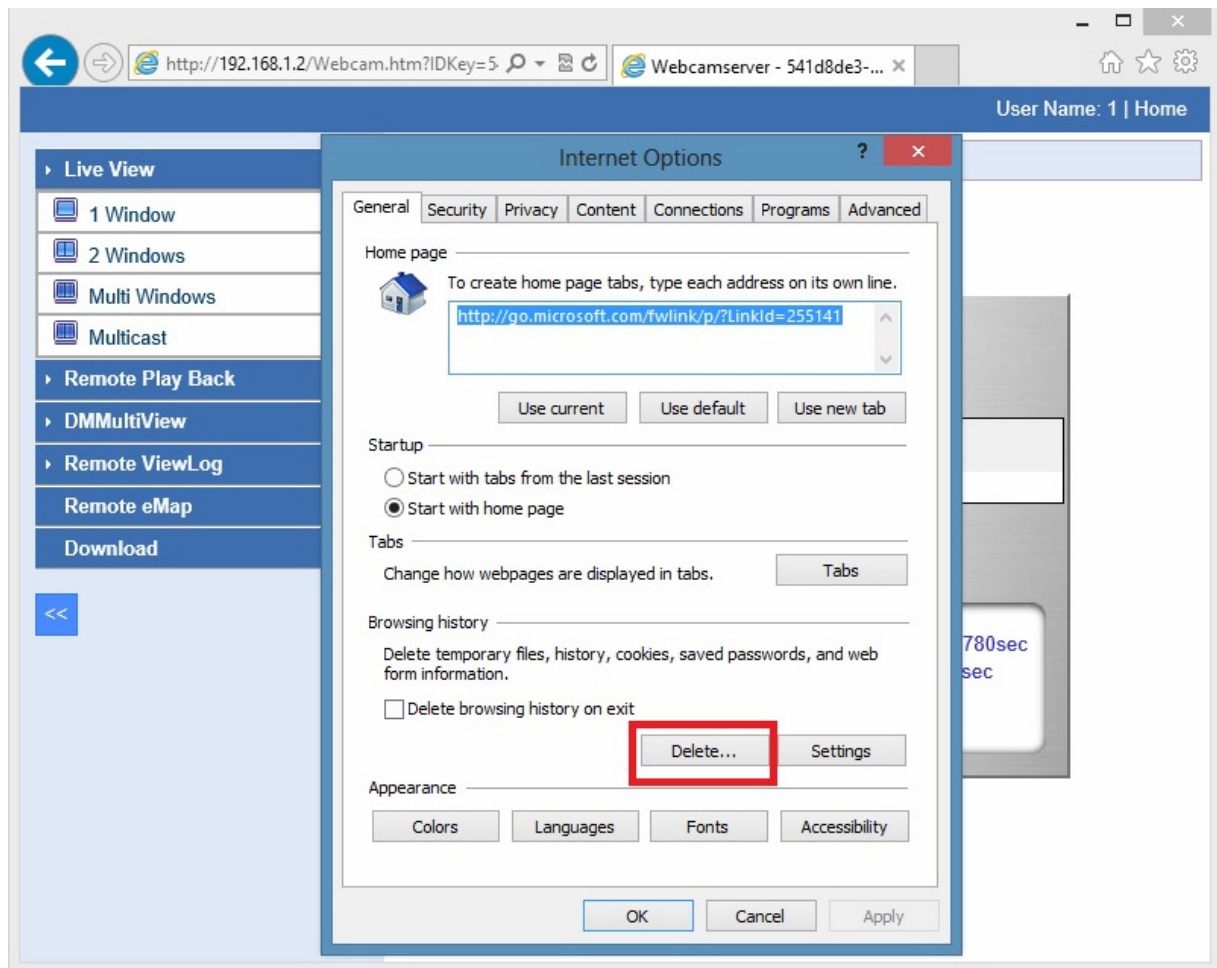 http://192.168.1.2/Webcam.htm?IDKey=5
Webcamserver - 541d8de3-...
User Name: 1 | Home
Live View
1 Window
2 Windows
Multi Windows
Multicast
Remote Play Back
DMMultiView
Remote ViewLog
Remote eMap
Download
<<
Internet Options
General Security Privacy Content Connections Programs Advanced
Home page
To create home page tabs, type each address on its own line.
http://go.microsoft.com/fwlink/p/?LinkId=255141
Use current Use default Use new tab
Startup
Start with tabs from the last session
Start with home page
Tabs
Change how webpages are displayed in tabs.
Tabs
Browsing history
Delete temporary files, history, cookies, saved passwords, and web
form information.
Delete browsing history on exit
Delete... Settings
Appearance
Colors Languages Fonts Accessibility
OK Cancel Apply
780sec
sec